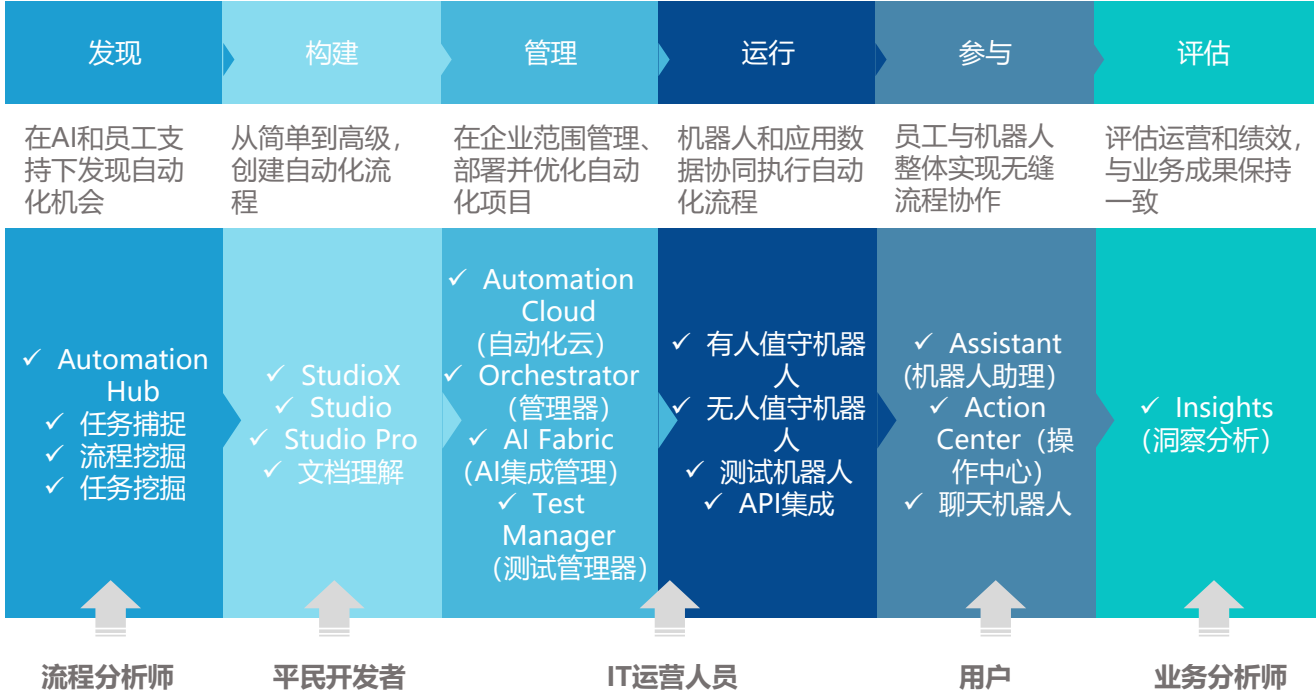 发现
构建
管理
运行
参与
评估
在AI和员工支
持下发现自动
化机会
从简单到高级，
创建自动化流
程
在企业范围管理、
部署并优化自动
化项目
机器人和应用数
据协同执行自动
化流程
员工与机器人
整体实现无缝
流程协作
评估运营和绩效，
与业务成果保持
一致
✓ Automation
Hub
✓ 任务捕捉
✓ 流程挖掘
✓ 任务挖掘
✓ StudioX
✓ Studio
✓ Studio Pro
✓ 文档理解
✓ Automation
Cloud
（自动化云）
✓ Orchestrator
（管理器）
✓ AI Fabric
（AI集成管理）
✓ Test
Manager
（测试管理器）
✓ 有人值守机器
人
✓ 无人值守机器
人
✓ 测试机器人
✓ API集成
✓ Assistant
(机器人助理）
✓ Action
Center（操
作中心）
✓ 聊天机器人
✓ Insights
（洞察分析）
流程分析师
平民开发者
IT运营人员
用户
业务分析师